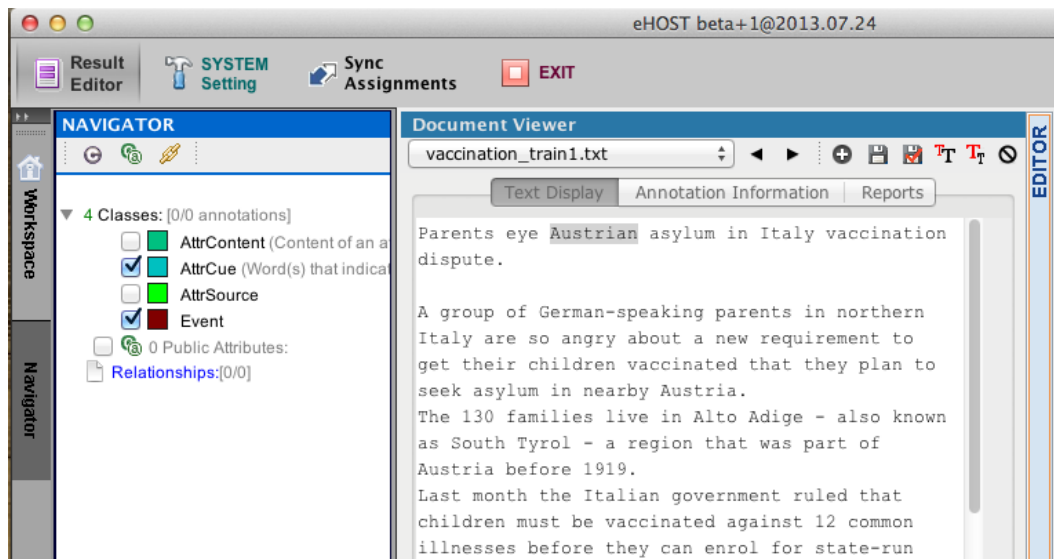 eHOST beta+1@2013.07.24
Result Editor
SYSTEM Setting
Sync Assignments
EXIT
Workspace
Navigator
NAVIGATOR
4 Classes: [0/0 annotations]
AttrContent (Content of an a
AttrCue (Word(s) that indica
AttrSource
Event
0 Public Attributes:
Relationships:[0/0]
Document Viewer
vaccination_train1.txt
Text Display
Annotation Information
Reports
Parents eye Austrian asylum in Italy vaccination
dispute.
A group of German-speaking parents in northern
Italy are so angry about a new requirement to
get their children vaccinated that they plan to
seek asylum in nearby Austria.
The 130 families live in Alto Adige - also known
as South Tyrol - a region that was part of
Austria before 1919.
Last month the Italian government ruled that
children must be vaccinated against 12 common
illnesses before they can enrol for state-run
EDITOR